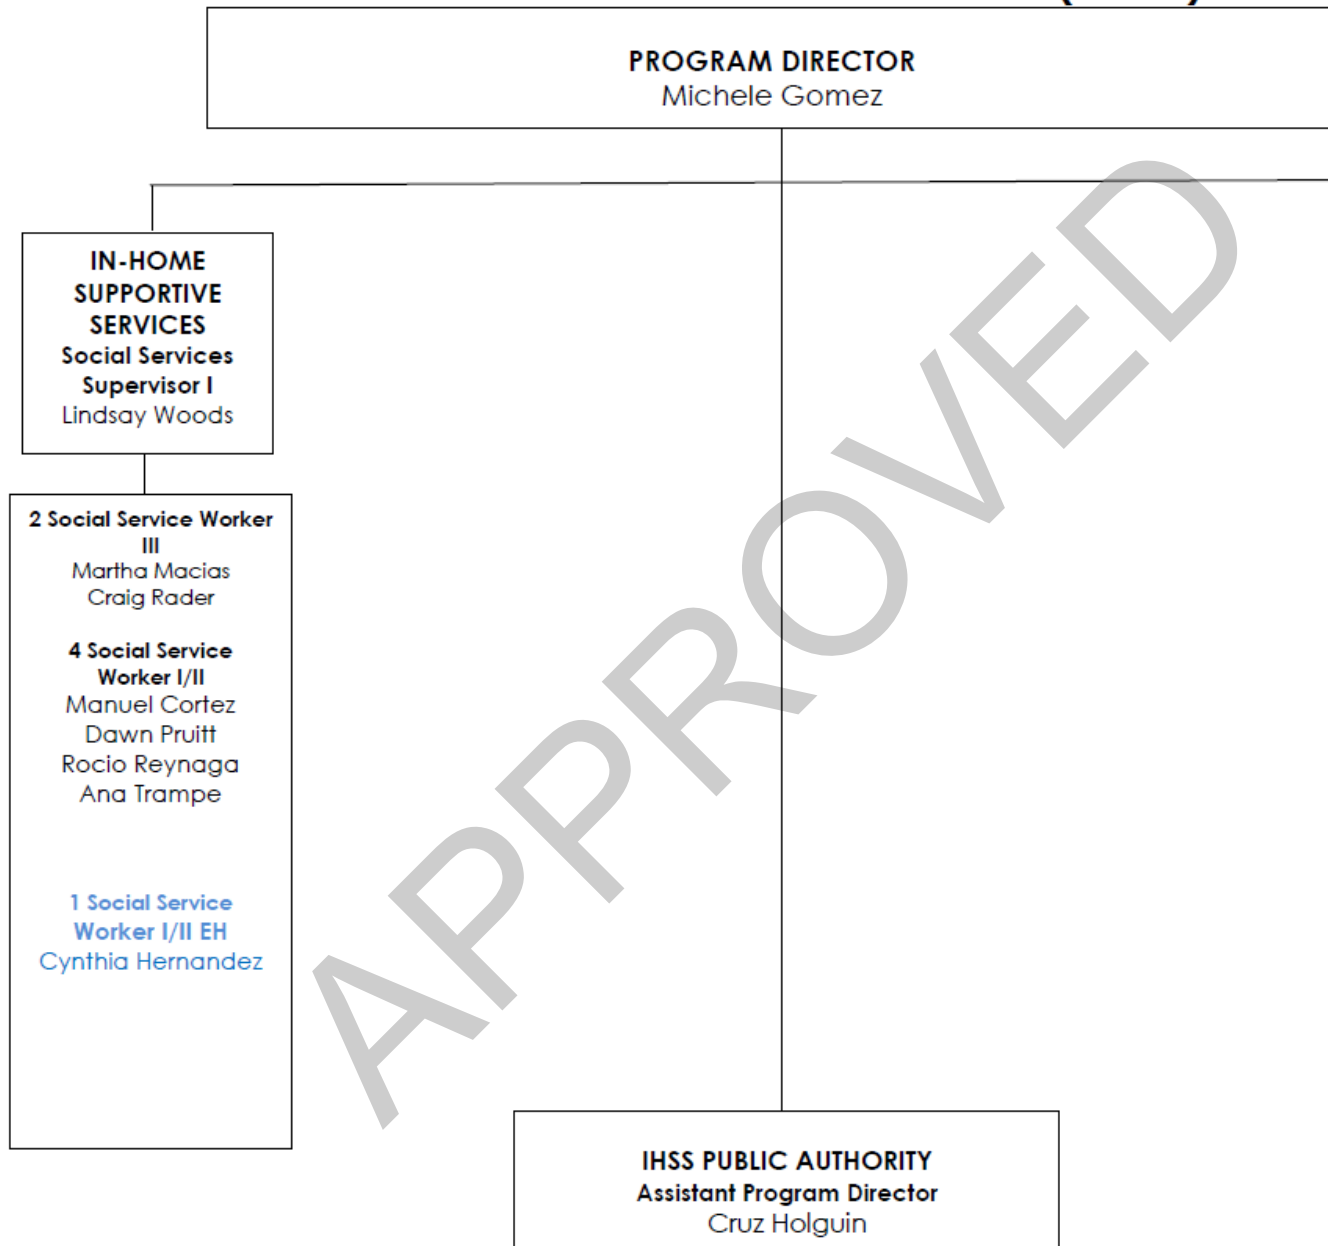 PROGRAM DIRECTOR
Michele Gomez
IN-HOME
SUPPORTIVE
SERVICES
Social Services
Supervisor I
Lindsay Woods
2 Social Service Worker
III
Martha Macias
Craig Rader
4 Social Service
Worker I/II
Manuel Cortez
Dawn Pruitt
Rocio Reynaga
Ana Trampe
1 Social Service
Worker I/II EH
Cynthia Hernandez
APPROVED
IHSS PUBLIC AUTHORITY
Assistant Program Director
Cruz Holguin